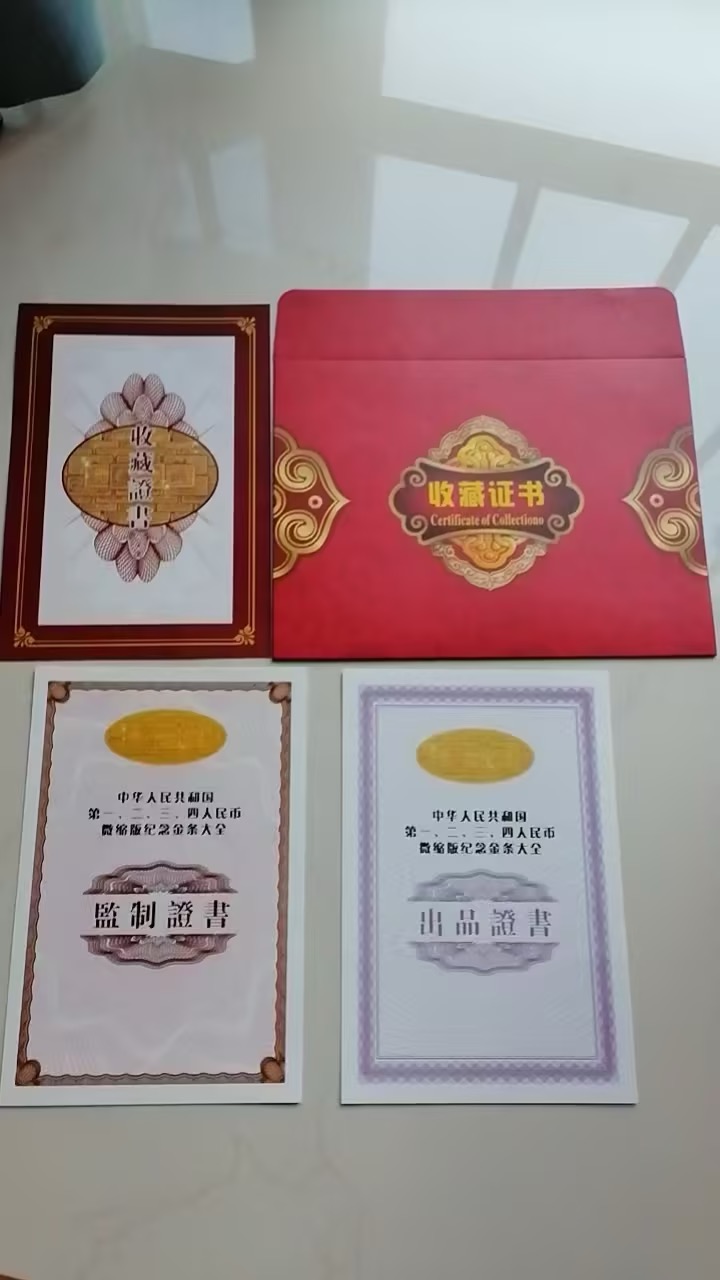 收藏證書
收藏证书
Certificate of Collectiono
中华人民共和国
第一、二、三、四人民币
微缩版纪念金条大全
監制證書
中华人民共和国
第一、二、三、四人民币
微缩版纪念金条大全
出品證書